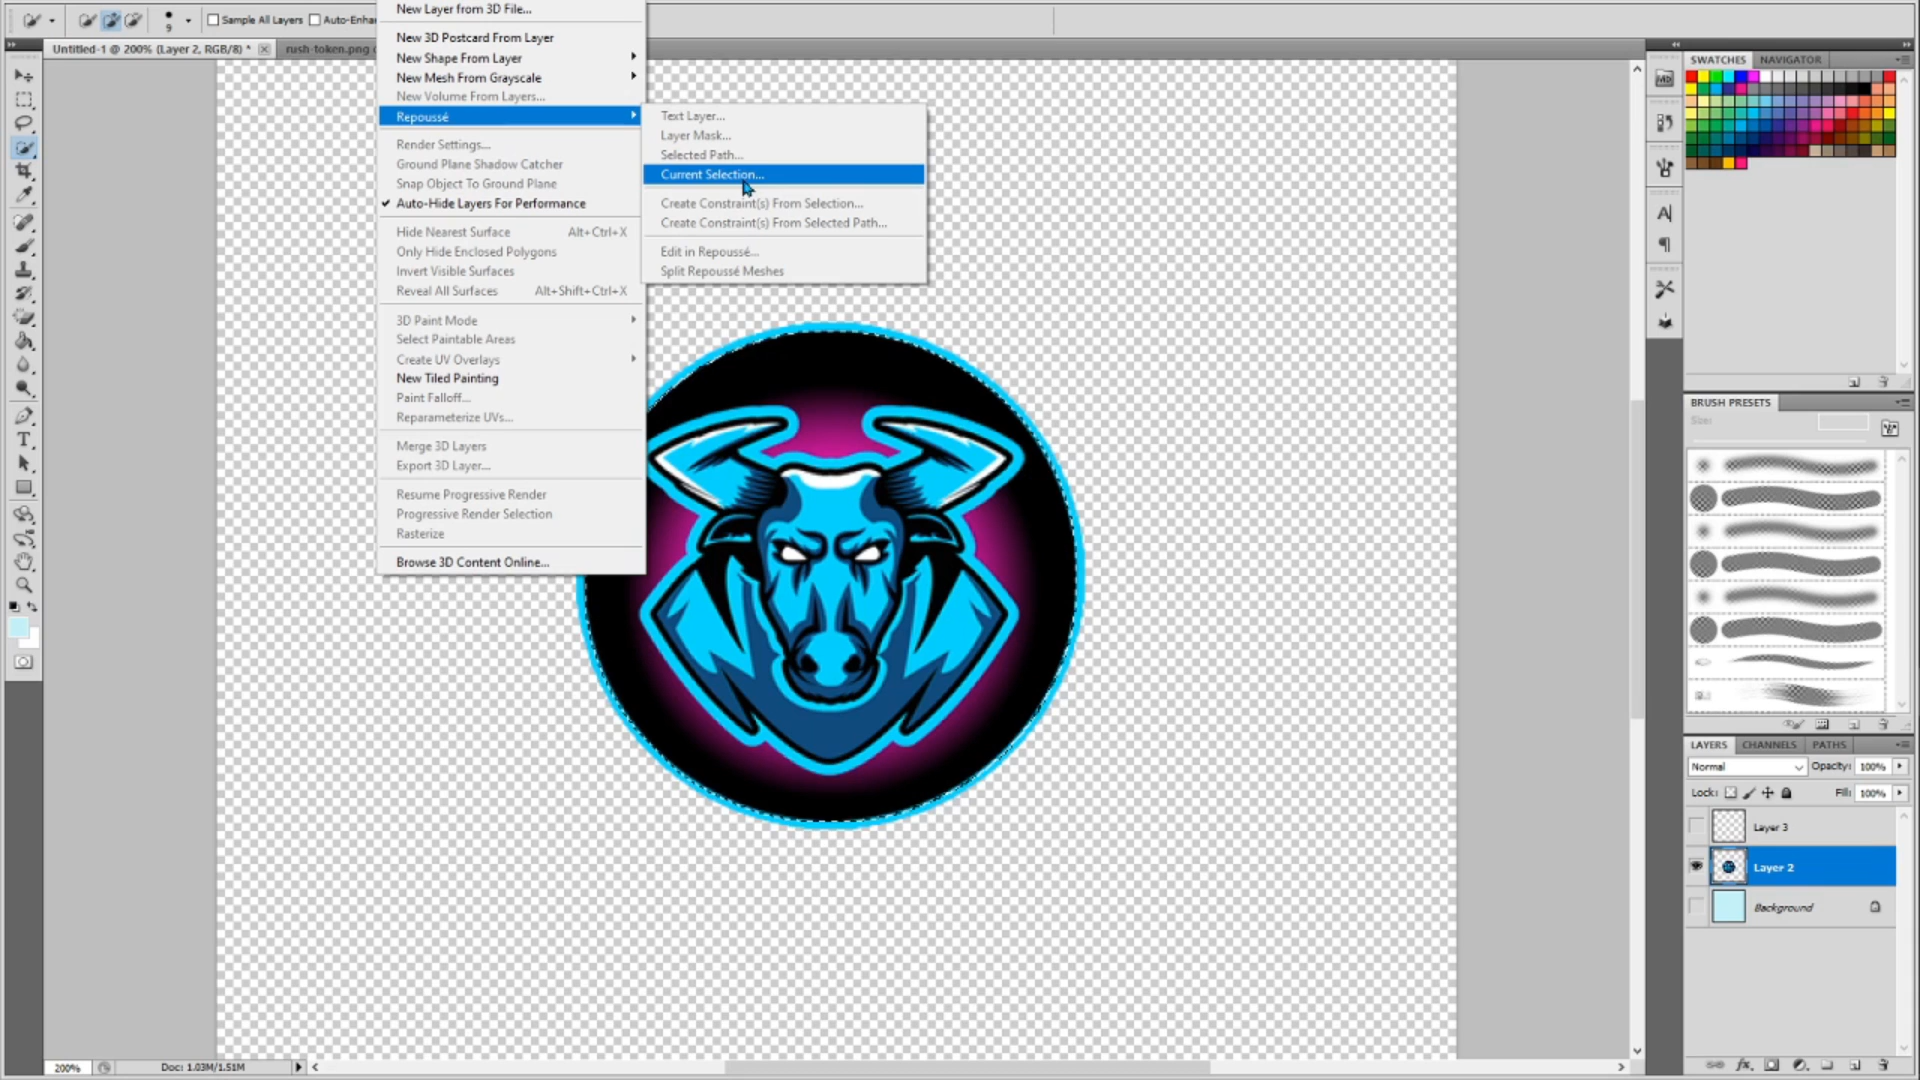 9
Sample All Layers
Auto-Enha
Untitled-1 @ 200% (Layer 2, RGB/8) *
rush-token.png
New Layer from 3D File...
New 3D Postcard From Layer
New Shape From Layer
New Mesh From Grayscale
New Volume From Layers...
Repoussé
Render Settings...
Ground Plane Shadow Catcher
Snap Object To Ground Plane
Auto-Hide Layers For Performance
Hide Nearest Surface Alt+Ctrl+X
Only Hide Enclosed Polygons
Invert Visible Surfaces
Reveal All Surfaces Alt+Shift+Ctrl+X
3D Paint Mode
Select Paintable Areas
Create UV Overlays
New Tiled Painting
Paint Falloff...
Reparameterize UVs...
Merge 3D Layers
Export 3D Layer...
Resume Progressive Render
Progressive Render Selection
Rasterize
Browse 3D Content Online...
Text Layer...
Layer Mask...
Selected Path...
Current Selection...
Create Constraint(s) From Selection...
Create Constraint(s) From Selected Path...
Edit in Repoussé...
Split Repoussé Meshes
SWATCHES NAVIGATOR
BRUSH PRESETS
Size:
LAYERS CHANNELS PATHS
Normal Opacity: 100%
Lock: Fill: 100%
Layer 3
Layer 2
Background
200% Doc: 1.03M/1.51M